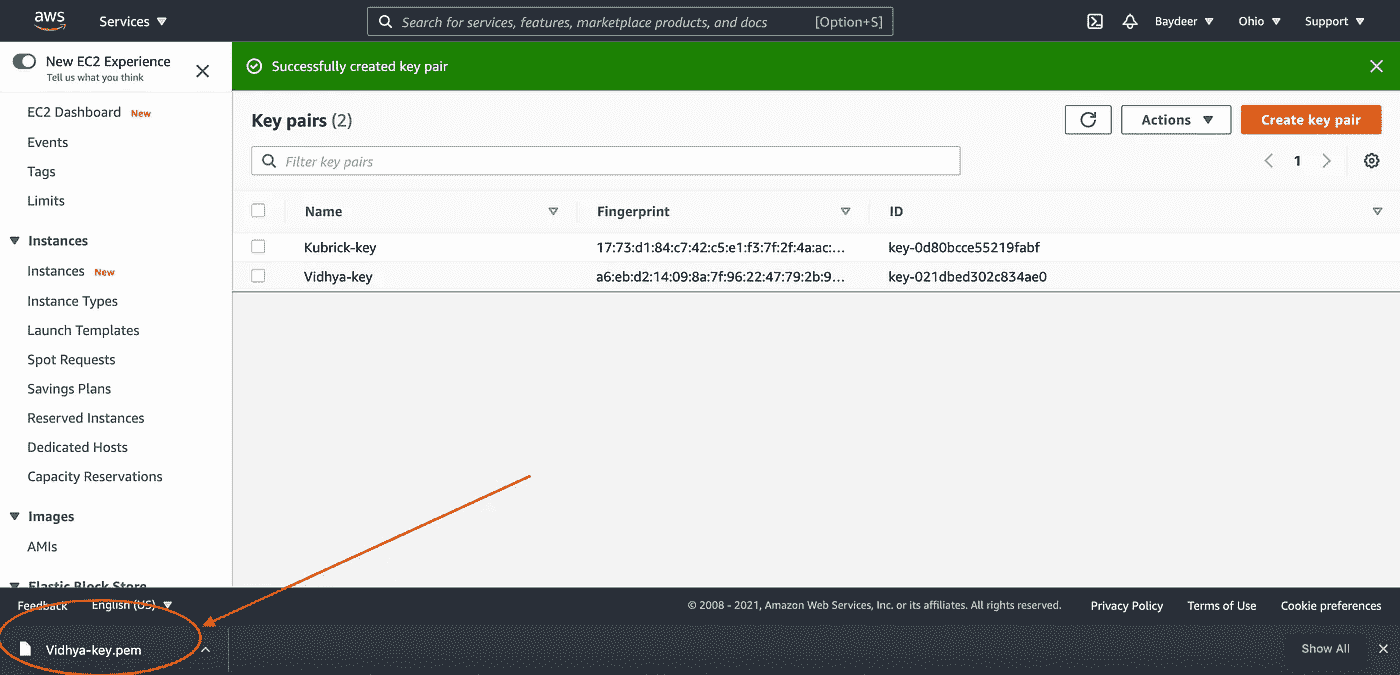 aws Services Search for services, features, marketplace products, and docs [Option+S] Baydeer Ohio Support
New EC2 Experience
Tell us what you think
EC2 Dashboard New
Events
Tags
Limits
Instances
Instances New
Instance Types
Launch Templates
Spot Requests
Savings Plans
Reserved Instances
Dedicated Hosts
Capacity Reservations
Images
AMIs
Elastic Block Store
Successfully created key pair
Key pairs (2) Actions Create key pair
Filter key pairs 1
Name Fingerprint ID
Kubrick-key 17:73:d1:84:c7:42:c5:e1:f3:7f:2f:4a:ac:... key-0d80bcce55219fabf
Vidhya-key a6:eb:d2:14:09:8a:7f:96:22:47:79:2b:9... key-021dbed302c834ae0
Feedback English (US) © 2008 - 2021, Amazon Web Services, Inc. or its affiliates. All rights reserved. Privacy Policy Terms of Use Cookie preferences
Vidhya-key.pem Show All